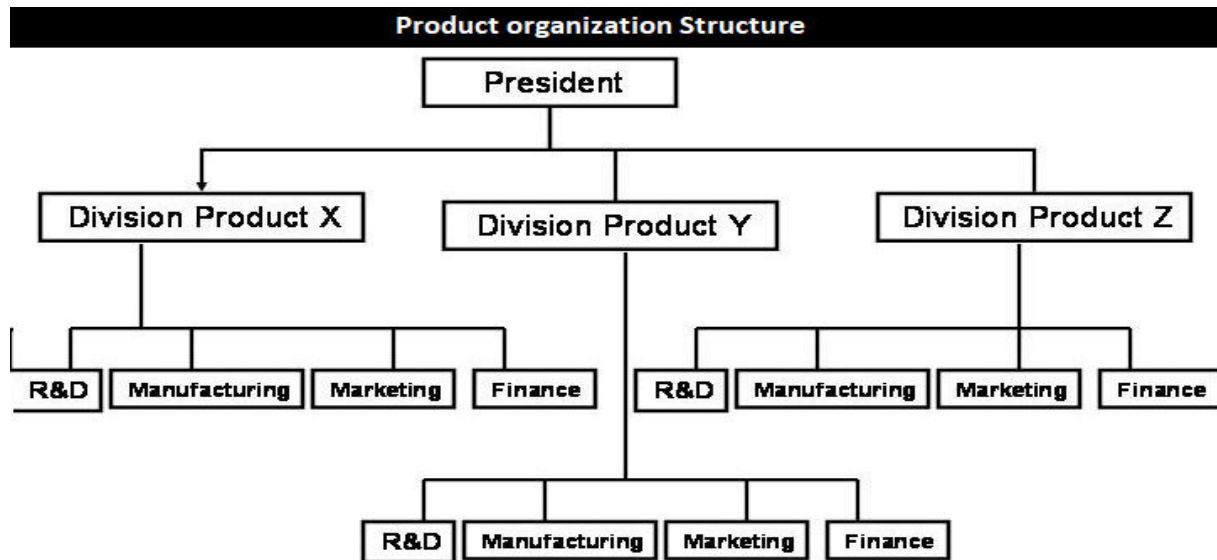 Product organization Structure
President
Division Product X
Division Product Y
Division Product Z
R&D Manufacturing Marketing Finance
R&D Manufacturing Marketing Finance
R&D Manufacturing Marketing Finance